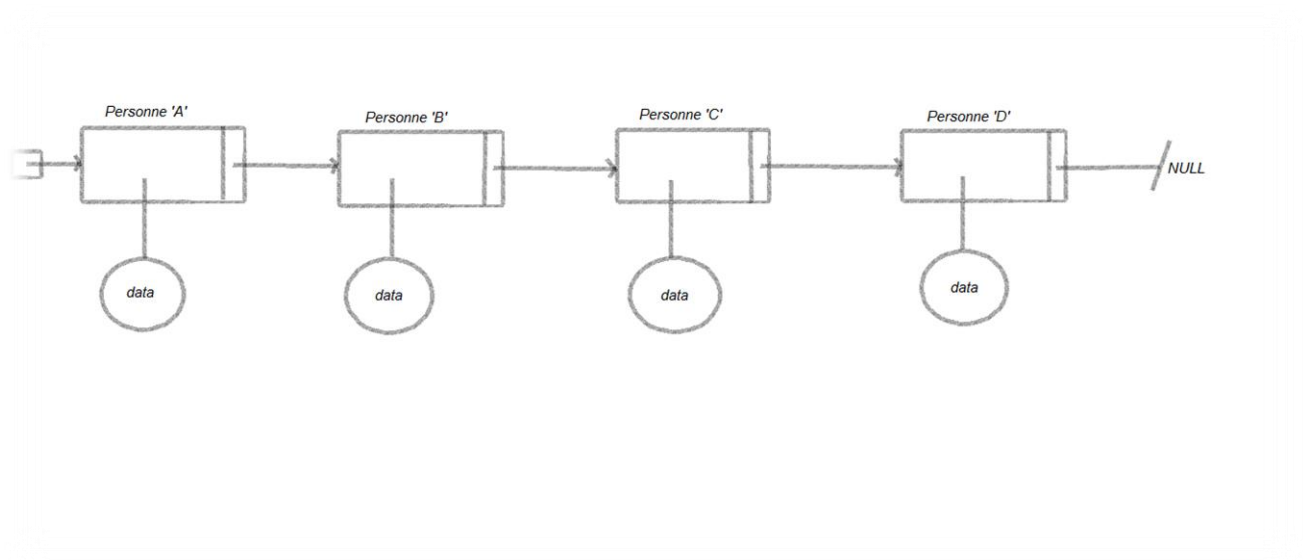 Personne 'A'
Personne 'B'
Personne 'C'
Personne 'D'
NULL
data
data
data
data